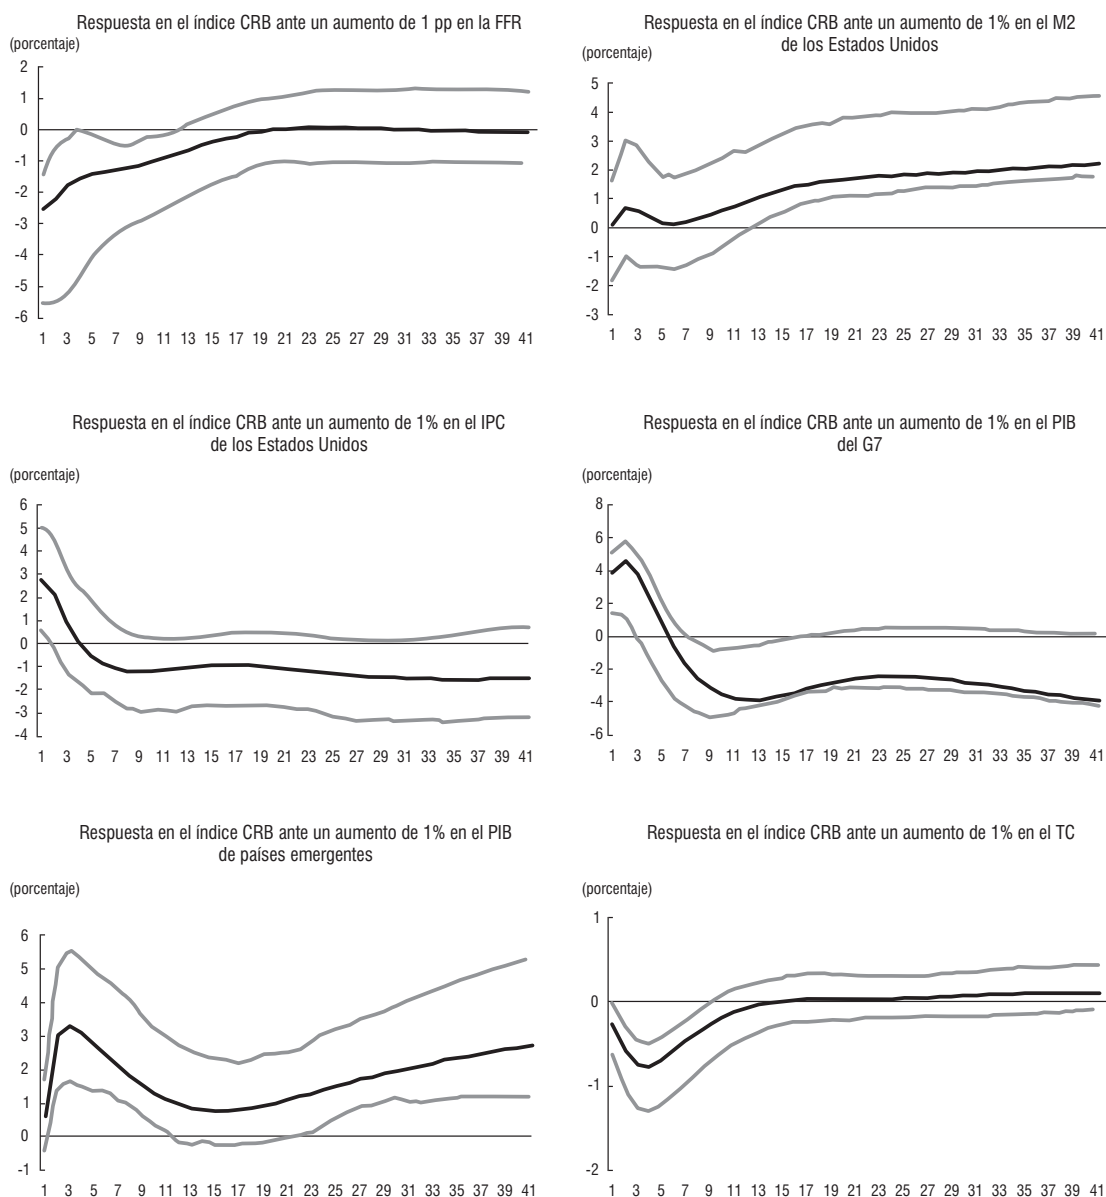 Respuesta en el índice CRB ante un aumento de 1 pp en la FFR
(porcentaje)
2
1
0
-1
-2
-3
-4
-5
-6
1 3 5 7 9 11 13 15 17 19 21 23 25 27 29 31 33 35 37 39 41
Respuesta en el índice CRB ante un aumento de 1% en el M2
de los Estados Unidos
(porcentaje)
5
4
3
2
1
0
-1
-2
-3
1 3 5 7 9 11 13 15 17 19 21 23 25 27 29 31 33 35 37 39 41
Respuesta en el índice CRB ante un aumento de 1% en el IPC
de los Estados Unidos
(porcentaje)
6
5
4
3
2
1
0
-1
-2
-3
-4
1 3 5 7 9 11 13 15 17 19 21 23 25 27 29 31 33 35 37 39 41
Respuesta en el índice CRB ante un aumento de 1% en el PIB
del G7
(porcentaje)
8
6
4
2
0
-2
-4
-6
1 3 5 7 9 11 13 15 17 19 21 23 25 27 29 31 33 35 37 39 41
Respuesta en el índice CRB ante un aumento de 1% en el PIB
de países emergentes
(porcentaje)
6
5
4
3
2
1
0
-1
1 3 5 7 9 11 13 15 17 19 21 23 25 27 29 31 33 35 37 39 41
Respuesta en el índice CRB ante un aumento de 1% en el TC
(porcentaje)
1
0
-1
-2
1 3 5 7 9 11 13 15 17 19 21 23 25 27 29 31 33 35 37 39 41